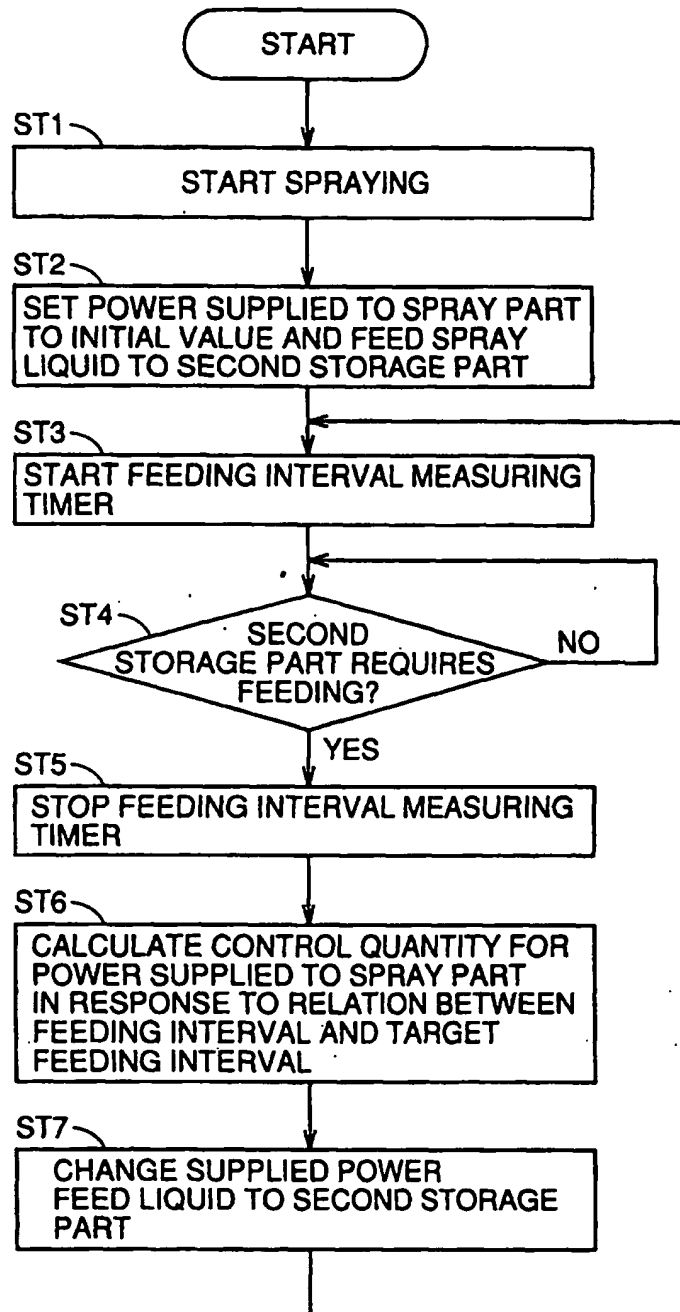 START
ST1
START SPRAYING
ST2
SET POWER SUPPLIED TO SPRAY PART
TO INITIAL VALUE AND FEED SPRAY
LIQUID TO SECOND STORAGE PART
ST3
START FEEDING INTERVAL MEASURING
TIMER
ST4
SECOND
STORAGE PART REQUIRES
FEEDING?
NO
YES
ST5
STOP FEEDING INTERVAL MEASURING
TIMER
ST6
CALCULATE CONTROL QUANTITY FOR
POWER SUPPLIED TO SPRAY PART
IN RESPONSE TO RELATION BETWEEN
FEEDING INTERVAL AND TARGET
FEEDING INTERVAL
ST7
CHANGE SUPPLIED POWER
FEED LIQUID TO SECOND STORAGE
PART